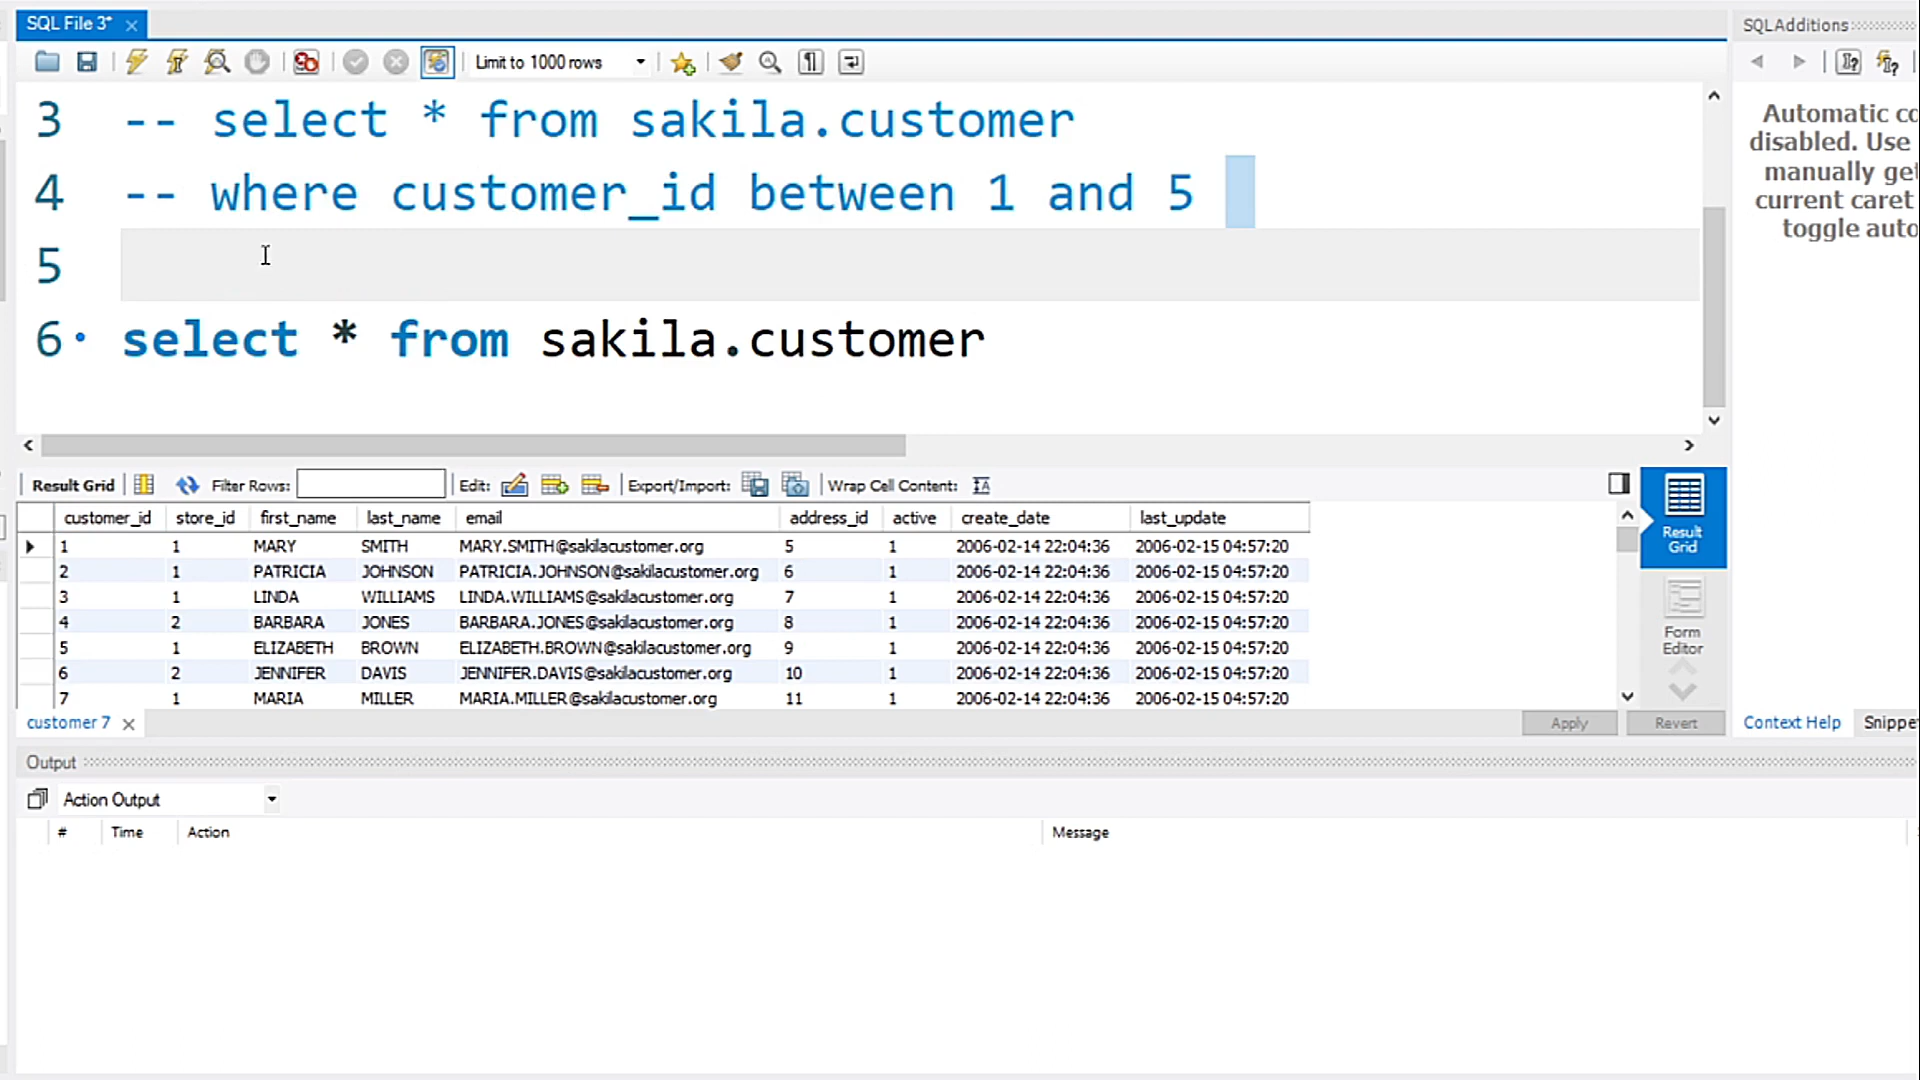 SQL File 3*
SQLAdditions
Limit to 1000 rows
3 -- select * from sakila.customer
4 -- where customer_id between 1 and 5
5
6 select * from sakila.customer
Automatic co
disabled. Use
manually get
current caret
toggle auto
Result Grid Filter Rows: Edit: Export/Import: Wrap Cell Content:
customer_id store_id first_name last_name email address_id active create_date last_update
1 1 MARY SMITH MARY.SMITH@sakilacustomer.org 5 1 2006-02-14 22:04:36 2006-02-15 04:57:20
2 1 PATRICIA JOHNSON PATRICIA.JOHNSON@sakilacustomer.org 6 1 2006-02-14 22:04:36 2006-02-15 04:57:20
3 1 LINDA WILLIAMS LINDA.WILLIAMS@sakilacustomer.org 7 1 2006-02-14 22:04:36 2006-02-15 04:57:20
4 2 BARBARA JONES BARBARA.JONES@sakilacustomer.org 8 1 2006-02-14 22:04:36 2006-02-15 04:57:20
5 1 ELIZABETH BROWN ELIZABETH.BROWN@sakilacustomer.org 9 1 2006-02-14 22:04:36 2006-02-15 04:57:20
6 2 JENNIFER DAVIS JENNIFER.DAVIS@sakilacustomer.org 10 1 2006-02-14 22:04:36 2006-02-15 04:57:20
7 1 MARIA MILLER MARIA.MILLER@sakilacustomer.org 11 1 2006-02-14 22:04:36 2006-02-15 04:57:20
Result
Grid
Form
Editor
customer 7
Apply Revert
Context Help Snippe
Output
Action Output
# Time Action Message